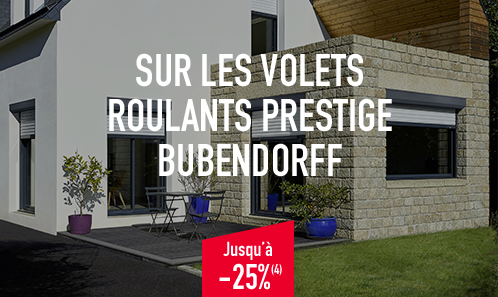 SUR LES VOLETS
ROULANTS PRESTIGE
BUBENDORFF
Jusqu'à
-25%(4)